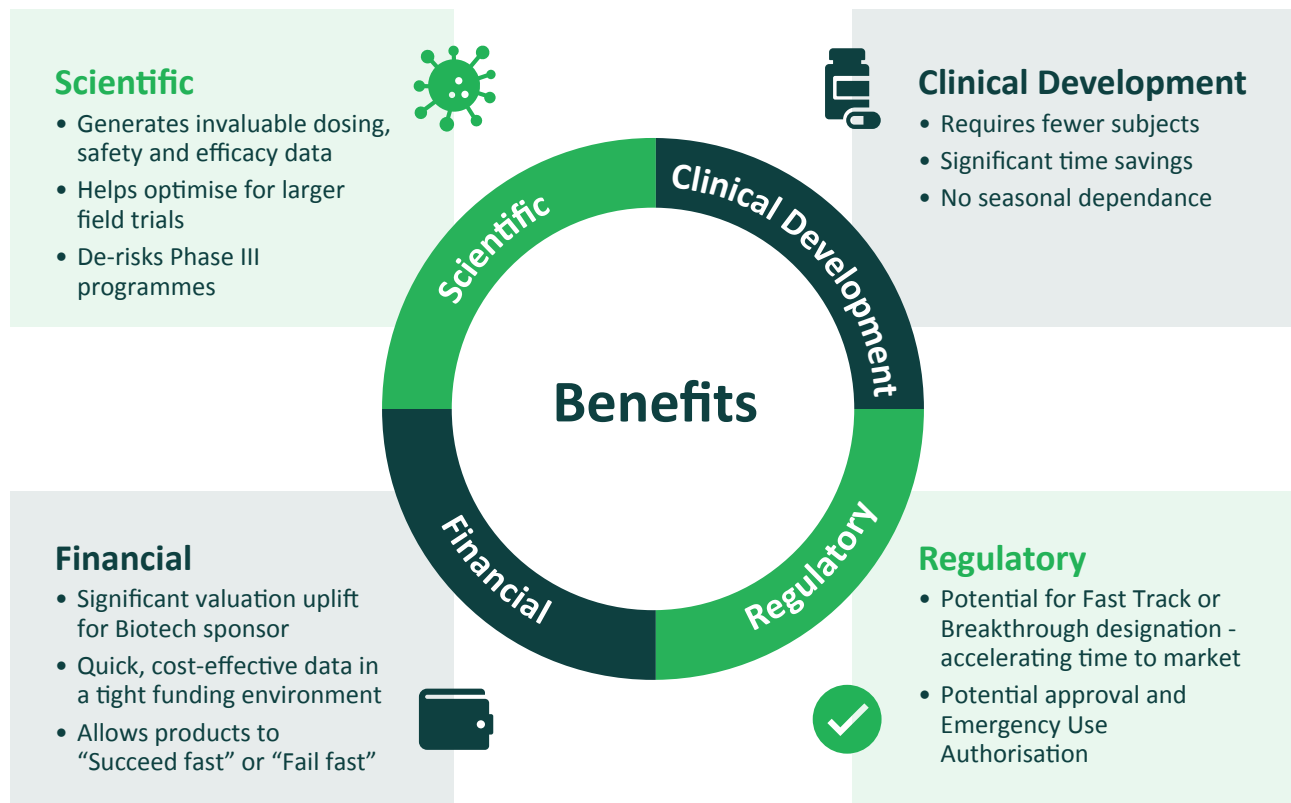 Scientific
• Generates invaluable dosing,
safety and efficacy data
• Helps optimise for larger
field trials
• De-risks Phase III
programmes
Clinical Development
• Requires fewer subjects
• Significant time savings
• No seasonal dependance
Scientific
Clinical Development
Benefits
Financial
Regulatory
Financial
• Significant valuation uplift
for Biotech sponsor
• Quick, cost-effective data in
a tight funding environment
• Allows products to
“Succeed fast” or “Fail fast”
Regulatory
• Potential for Fast Track or
Breakthrough designation -
accelerating time to market
• Potential approval and
Emergency Use
Authorisation